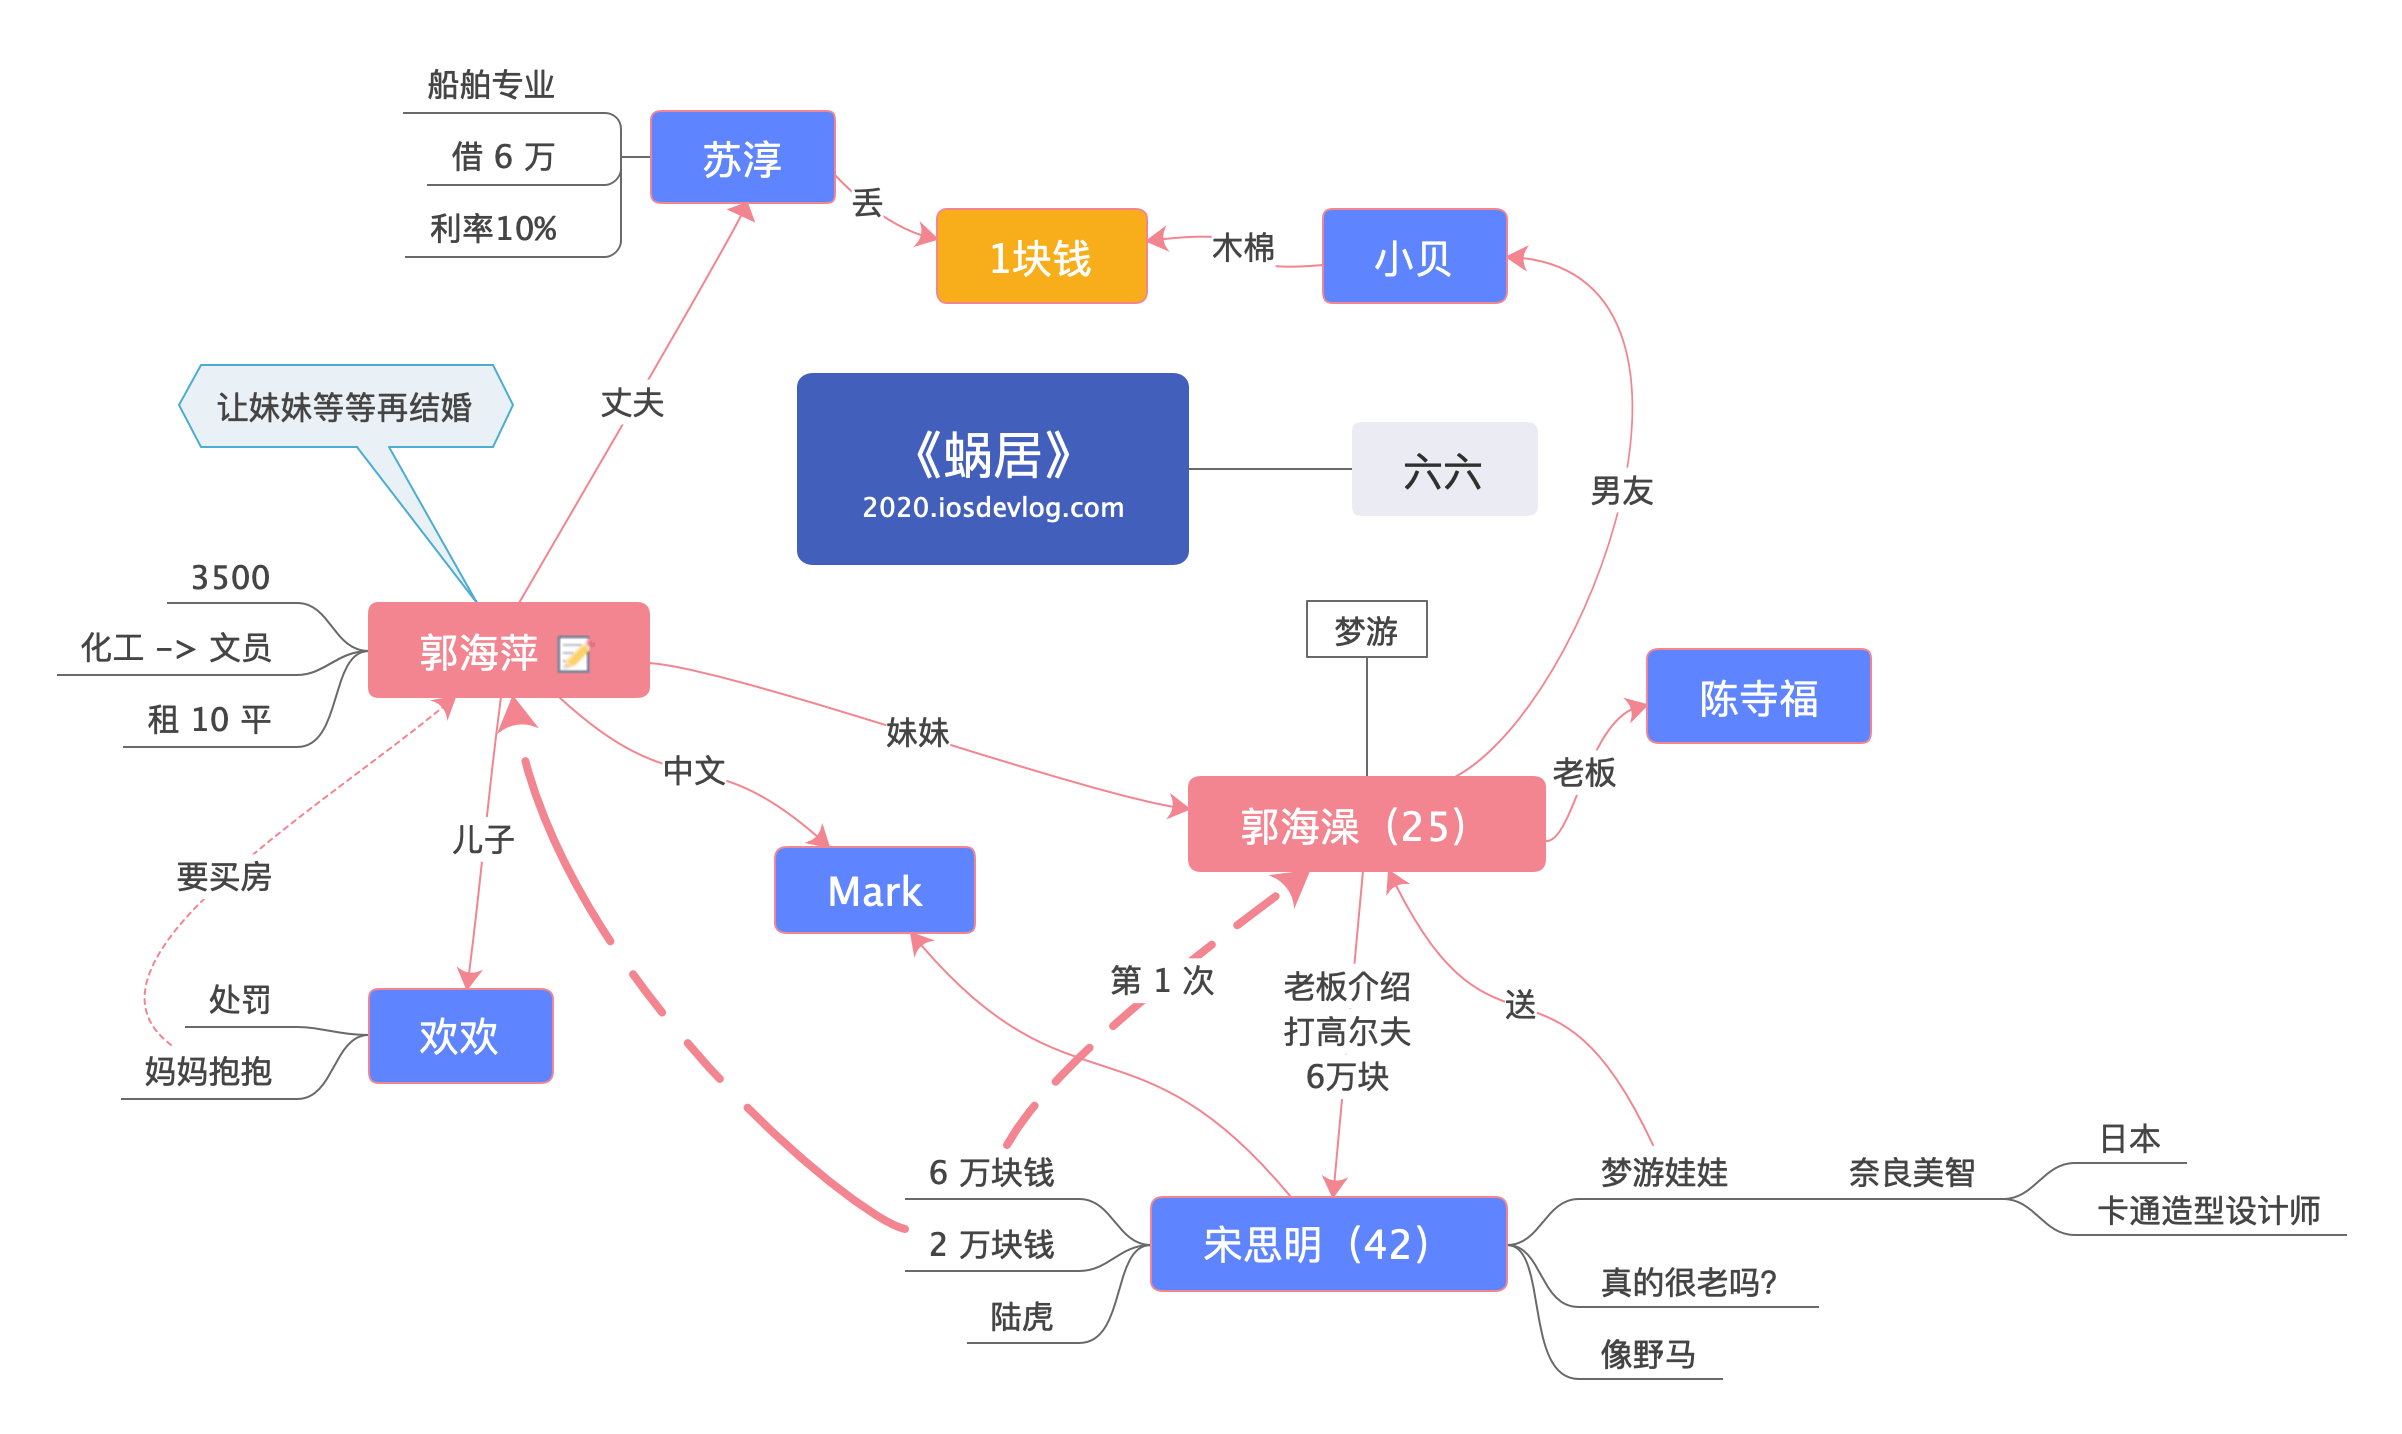 船舶专业
借 6 万
利率10%
苏淳
丢
1块钱
木棉
小贝
让妹妹等等再结婚
丈夫
《蜗居》
2020.iosdevlog.com
六六
男友
3500
化工 -> 文员
租 10 平
郭海萍
梦游
妹妹
陈寺福
中文
老板
郭海澡（25）
儿子
要买房
Mark
第 1 次
老板介绍
打高尔夫
6万块
送
处罚
欢欢
妈妈抱抱
6 万块钱
2 万块钱
陆虎
宋思明（42）
梦游娃娃
奈良美智
日本
卡通造型设计师
真的很老吗？
像野马